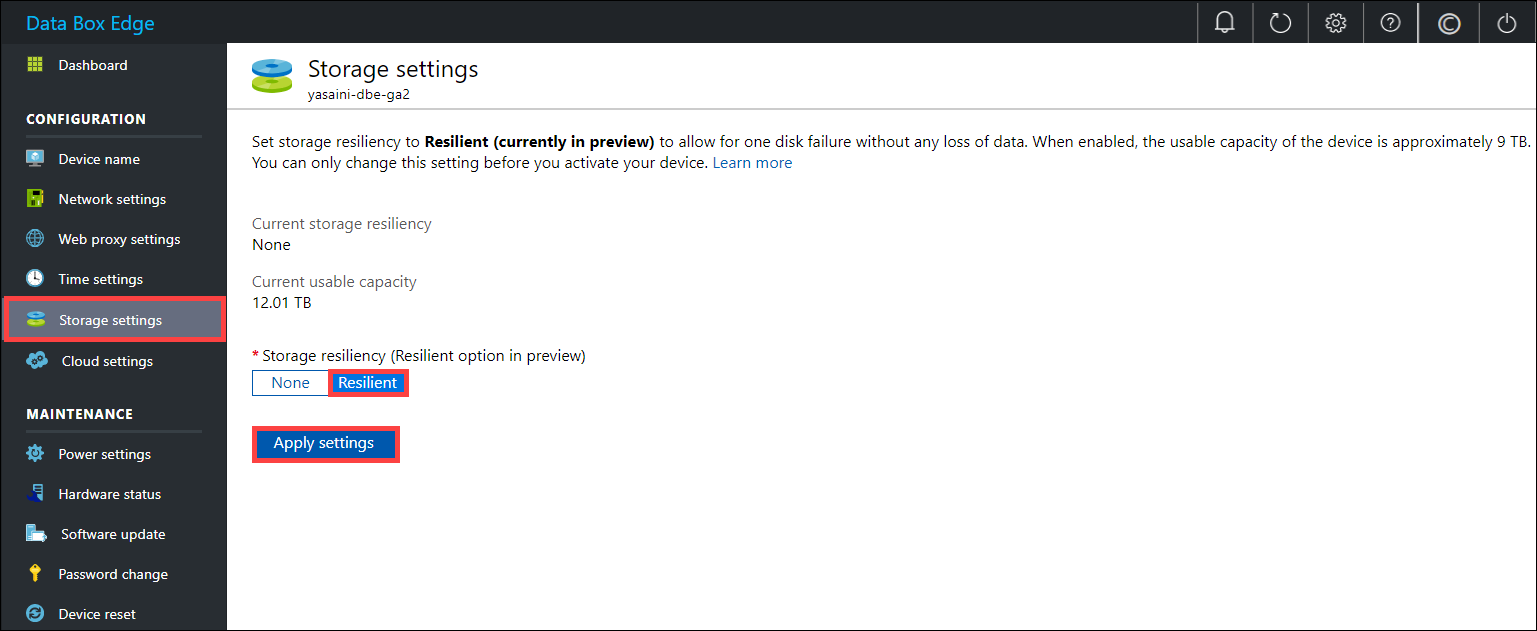 Data Box Edge
Dashboard
CONFIGURATION
Device name
Network settings
Web proxy settings
Time settings
Storage settings
Cloud settings
MAINTENANCE
Power settings
Hardware status
Software update
Password change
Device reset
Storage settings
yasaini-dbe-ga2
Set storage resiliency to Resilient (currently in preview) to allow for one disk failure without any loss of data. When enabled, the usable capacity of the device is approximately 9 TB.
You can only change this setting before you activate your device. Learn more
Current storage resiliency
None
Current usable capacity
12.01 TB
* Storage resiliency (Resilient option in preview)
None Resilient
Apply settings